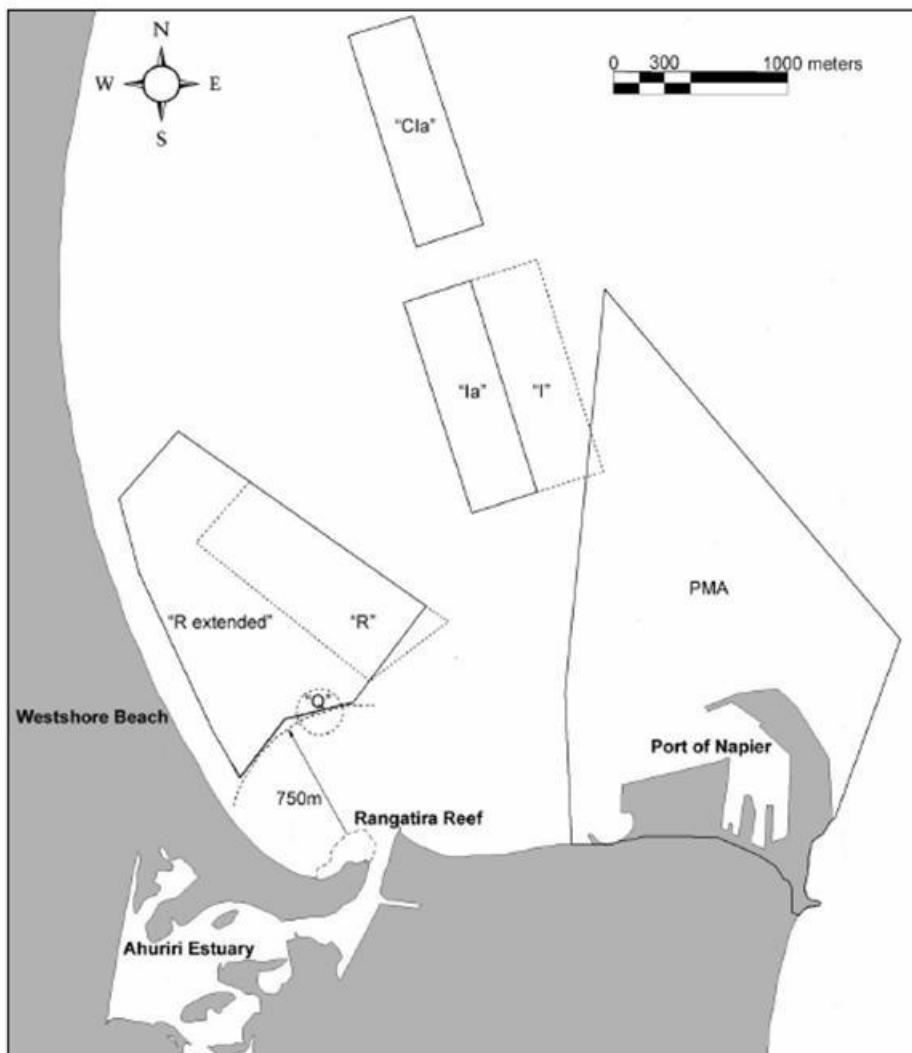 N
W E
S
0 300 1000 meters
“CIa”
“Ia”
“I”
“R extended”
“R”
PMA
“Q”
Westshore Beach
Port of Napier
750m
Rangatira Reef
Ahuriri Estuary